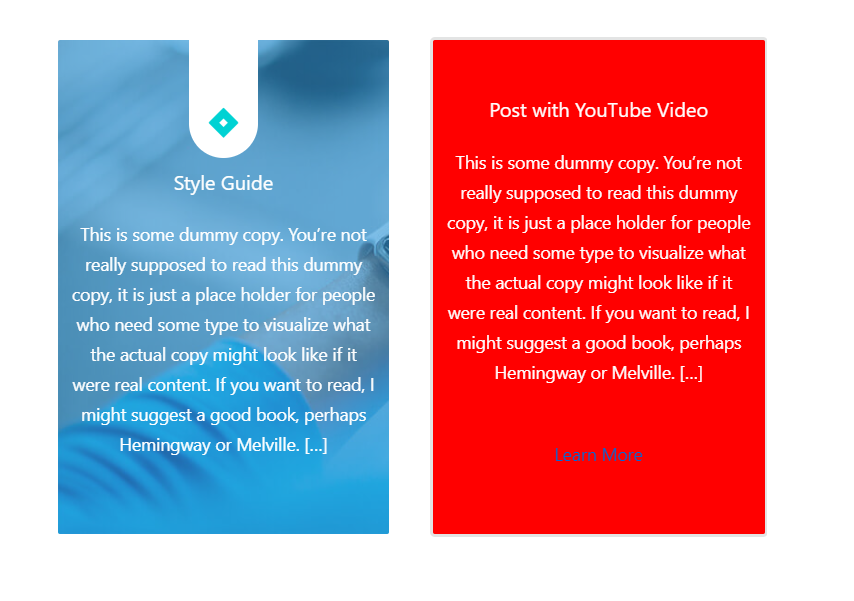 Style Guide
This is some dummy copy. You’re not
really supposed to read this dummy
copy, it is just a place holder for people
who need some type to visualize what
the actual copy might look like if it
were real content. If you want to read, I
might suggest a good book, perhaps
Hemingway or Melville. […]
Post with YouTube Video
This is some dummy copy. You’re not
really supposed to read this dummy
copy, it is just a place holder for people
who need some type to visualize what
the actual copy might look like if it
were real content. If you want to read, I
might suggest a good book, perhaps
Hemingway or Melville. […]
Learn More